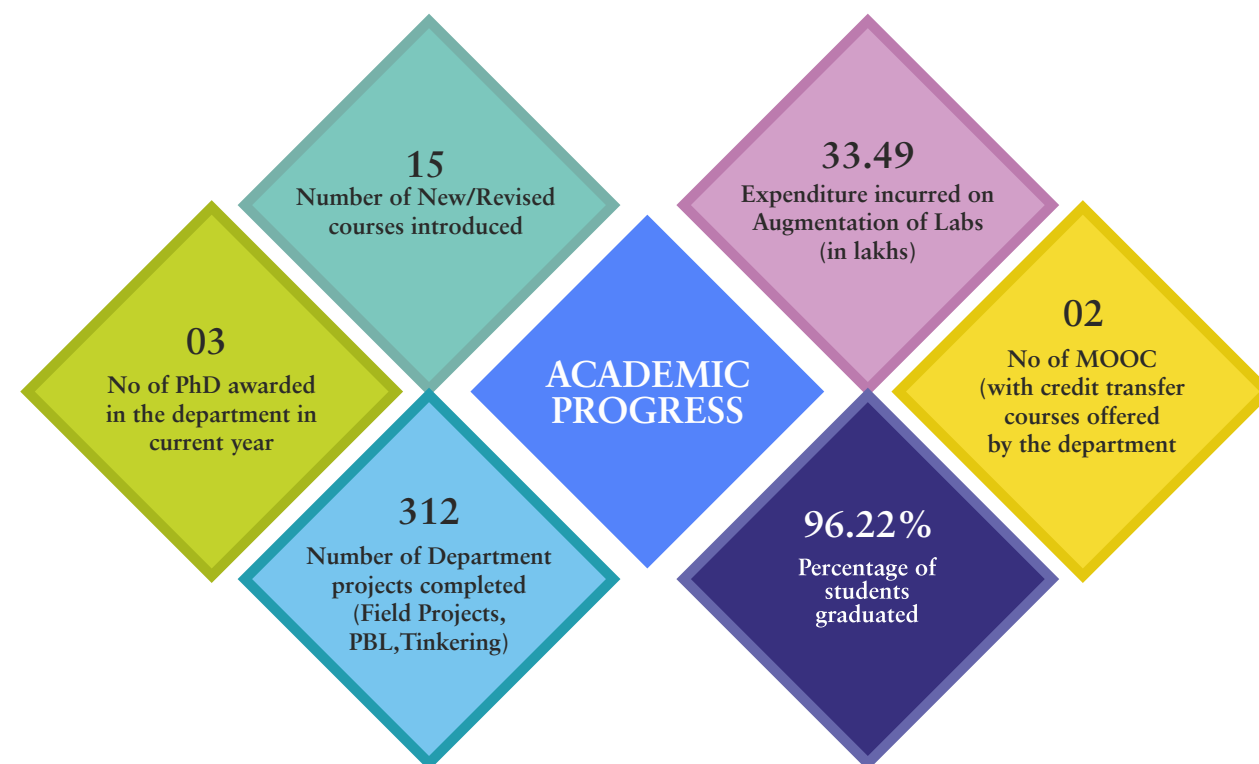 15
Number of New/Revised
courses introduced
33.49
Expenditure incurred on
Augmentation of Labs
(in lakhs)
03
No of PhD awarded
in the department in
current year
ACADEMIC
PROGRESS
02
No of MOOC
(with credit transfer
courses offered
by the department
312
Number of Department
projects completed
(Field Projects,
PBL,Tinkering)
96.22%
Percentage of
students
graduated